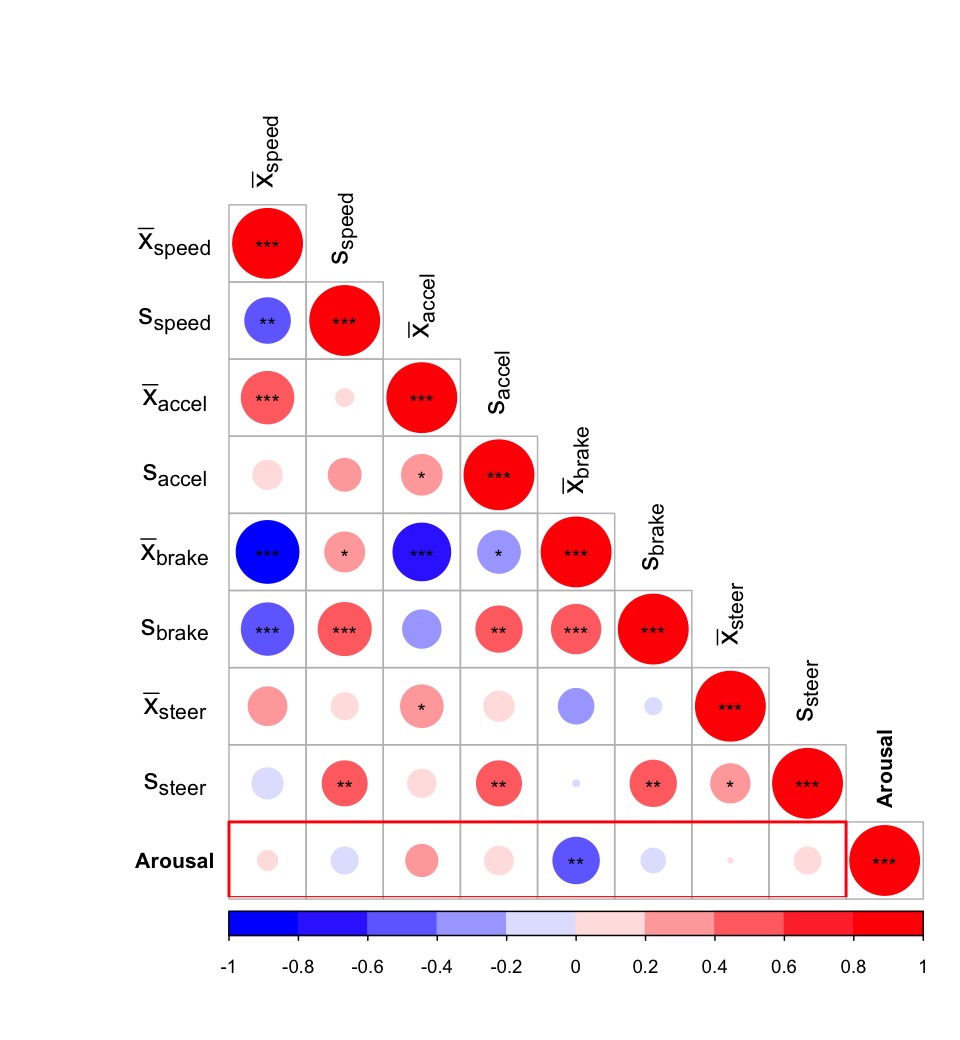 x̄speed
x̄speed ***
sspeed
sspeed ** ***
x̄accel
x̄accel *** ***
saccel
saccel * ***
x̄brake
x̄brake *** * *** * ***
sbrake
sbrake *** *** ** *** ***
x̄steer
x̄steer * ***
ssteer
ssteer ** ** ** * ***
Arousal
Arousal ** ***
-1 -0.8 -0.6 -0.4 -0.2 0 0.2 0.4 0.6 0.8 1